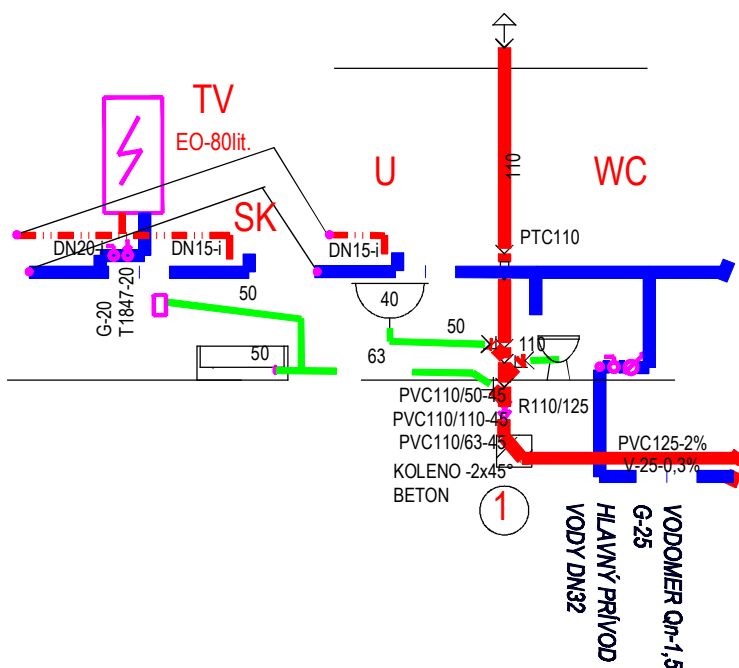 TV
EO-80lit.
U
WC
SK
110
PTC110
DN20-i
DN15-i
DN15-i
G-20
T1847-20
50
40
50
110
50
63
PVC110/50-45
R110/125
PVC110/110-45
PVC110/63-45
PVC125-2%
KOLENO -2x45°
V-25-0,3%
BETON
1
VODOMER Qn-1,5
G-25
HLAVNÝ PRÍVOD
VODY DN32